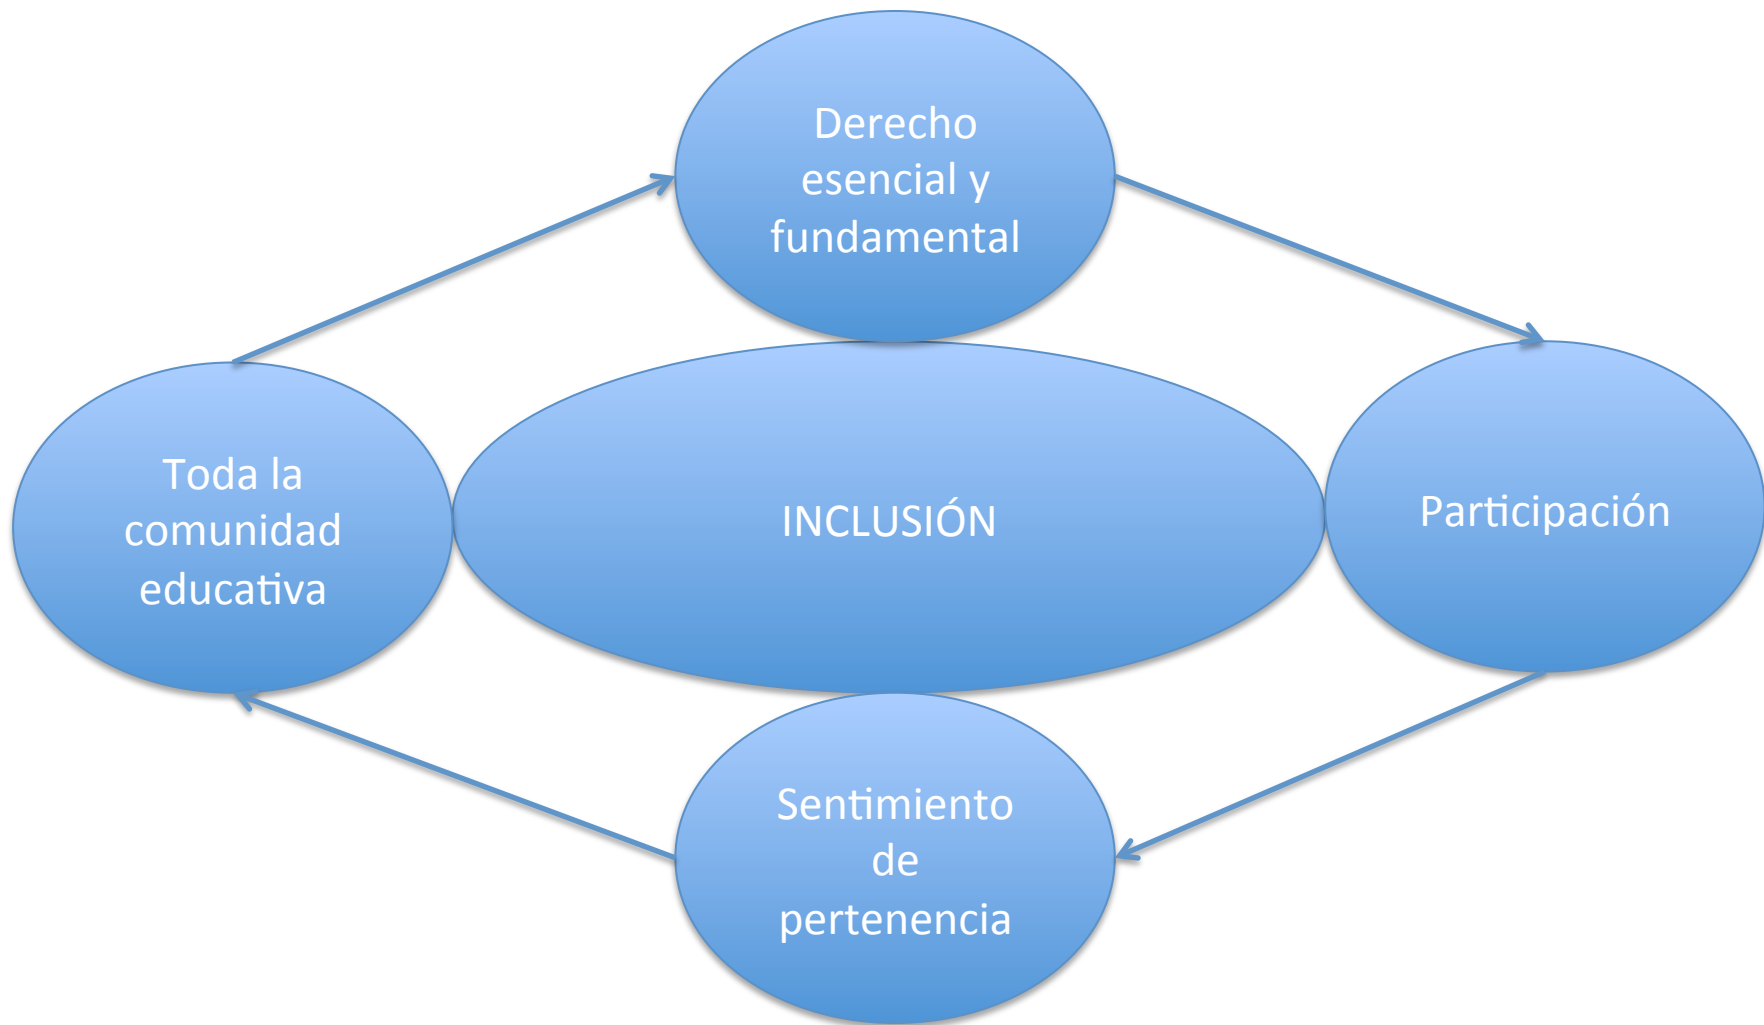 Derecho
esencial y
fundamental
Toda la
comunidad
educativa
INCLUSIÓN
Participación
Sentimiento
de
pertenencia